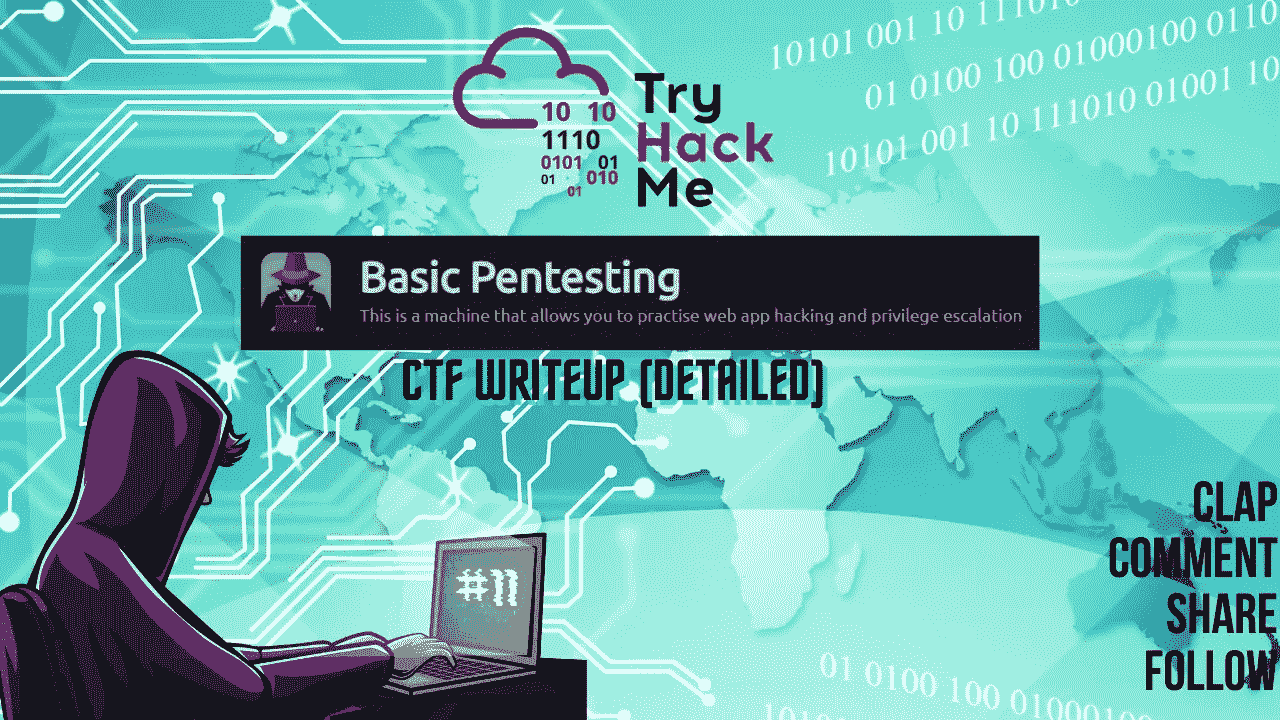 10101 001 10 111010
01 0100 100 01000100 0110
10101 001 10 111010 01001 10
10 10
1110
0101 01
01 010
01
Try
Hack
Me
Basic Pentesting
This is a machine that allows you to practise web app hacking and privilege escalation
CTF WRITEUP (DETAILED)
#11
CLAP
COMMENT
SHARE
FOLLOW
01 0100 100 01000100